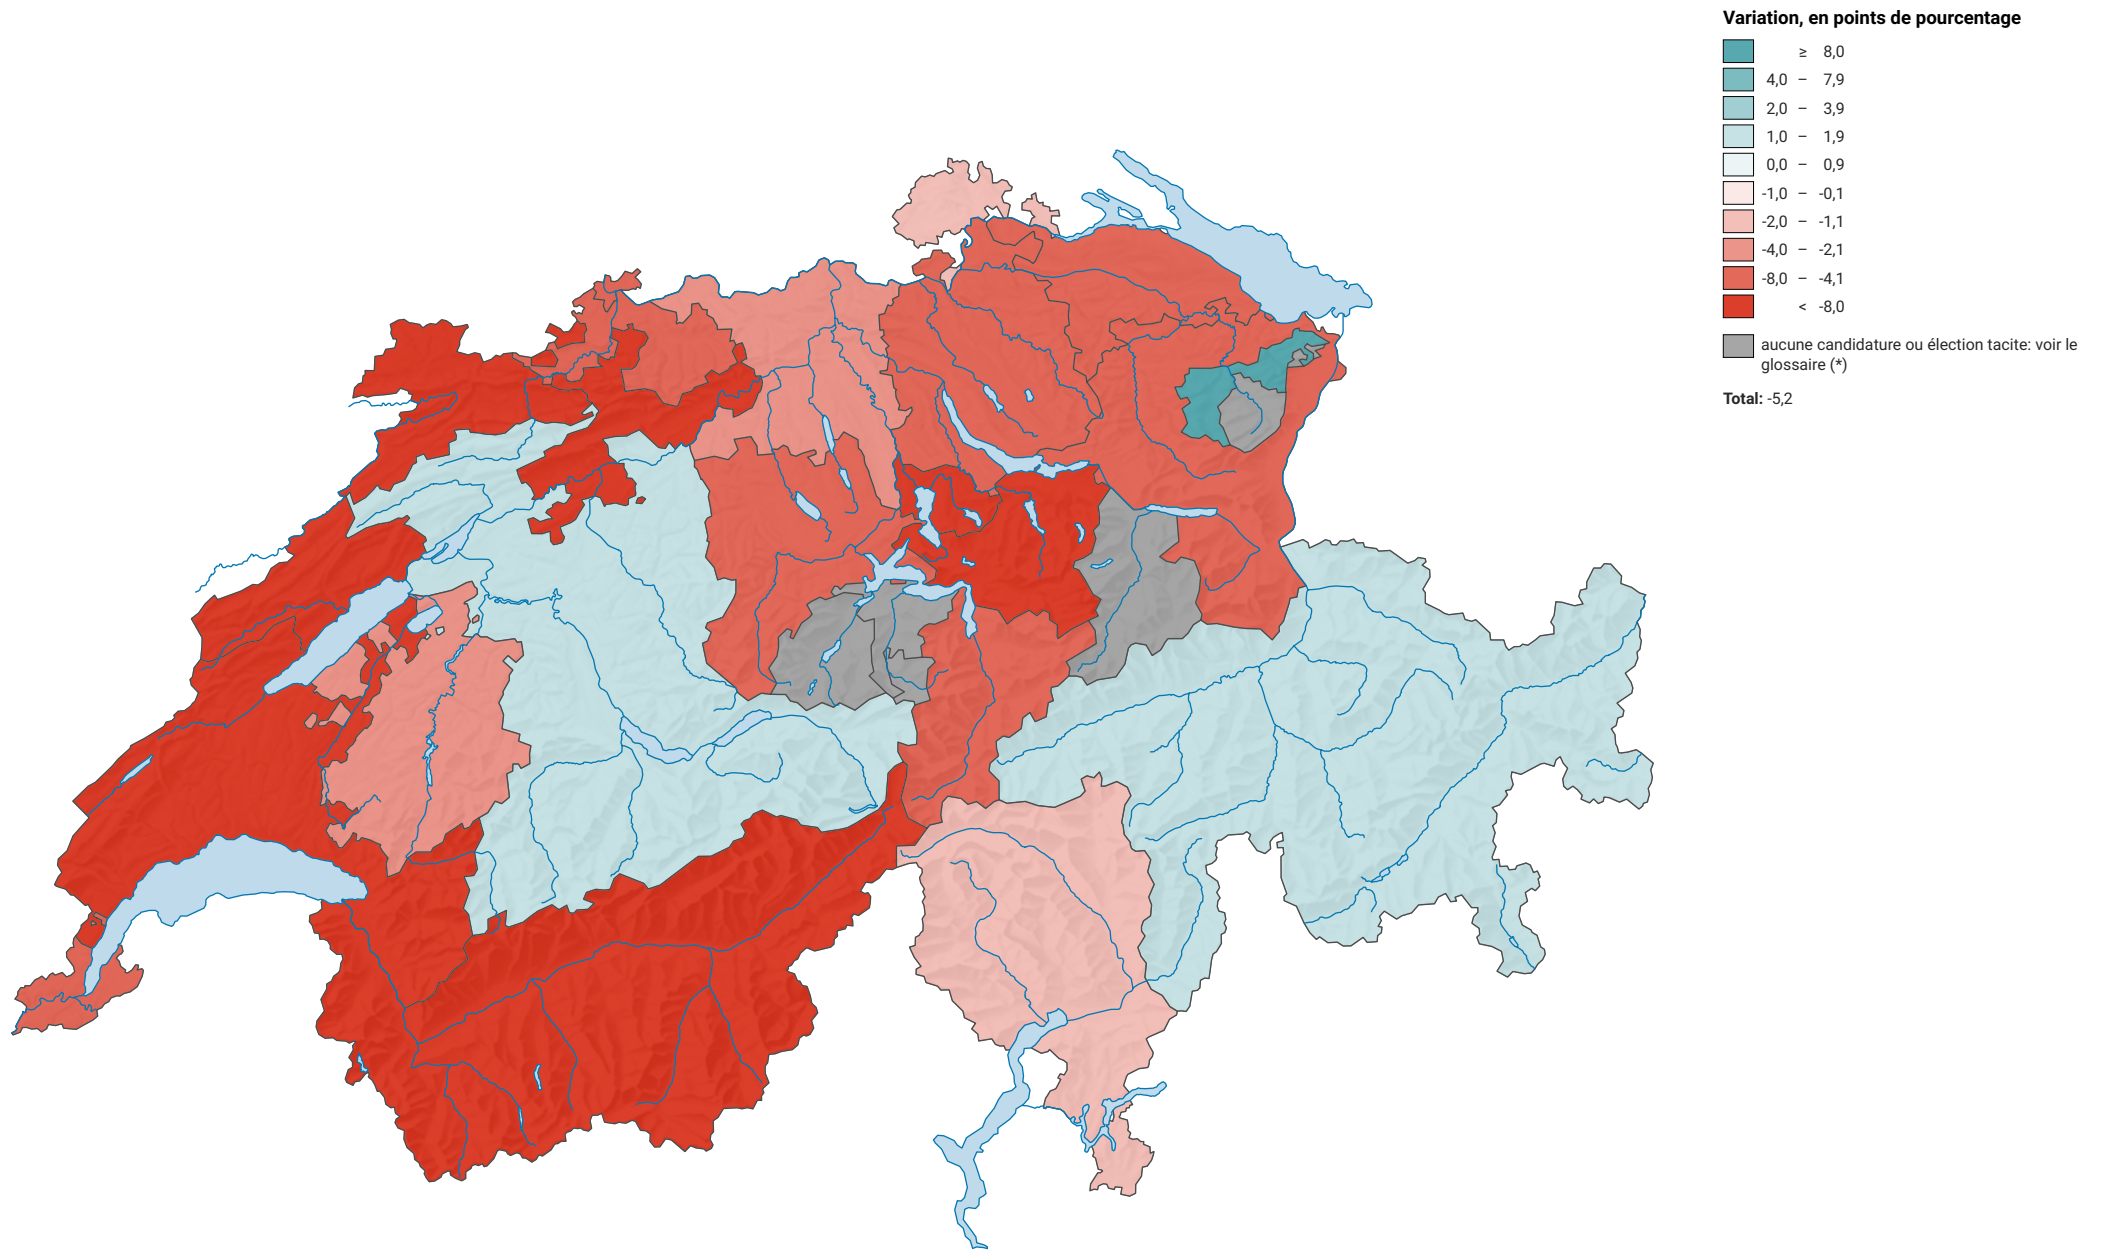 Variation, en points de pourcentage
≥ 8,0
4,0 – 7,9
2,0 – 3,9
1,0 – 1,9
0,0 – 0,9
-1,0 – -0,1
-2,0 – -1,1
-4,0 – -2,1
-8,0 – -4,1
< -8,0
aucune candidature ou élection tacite: voir le
glossaire (*)
Total: -5,2